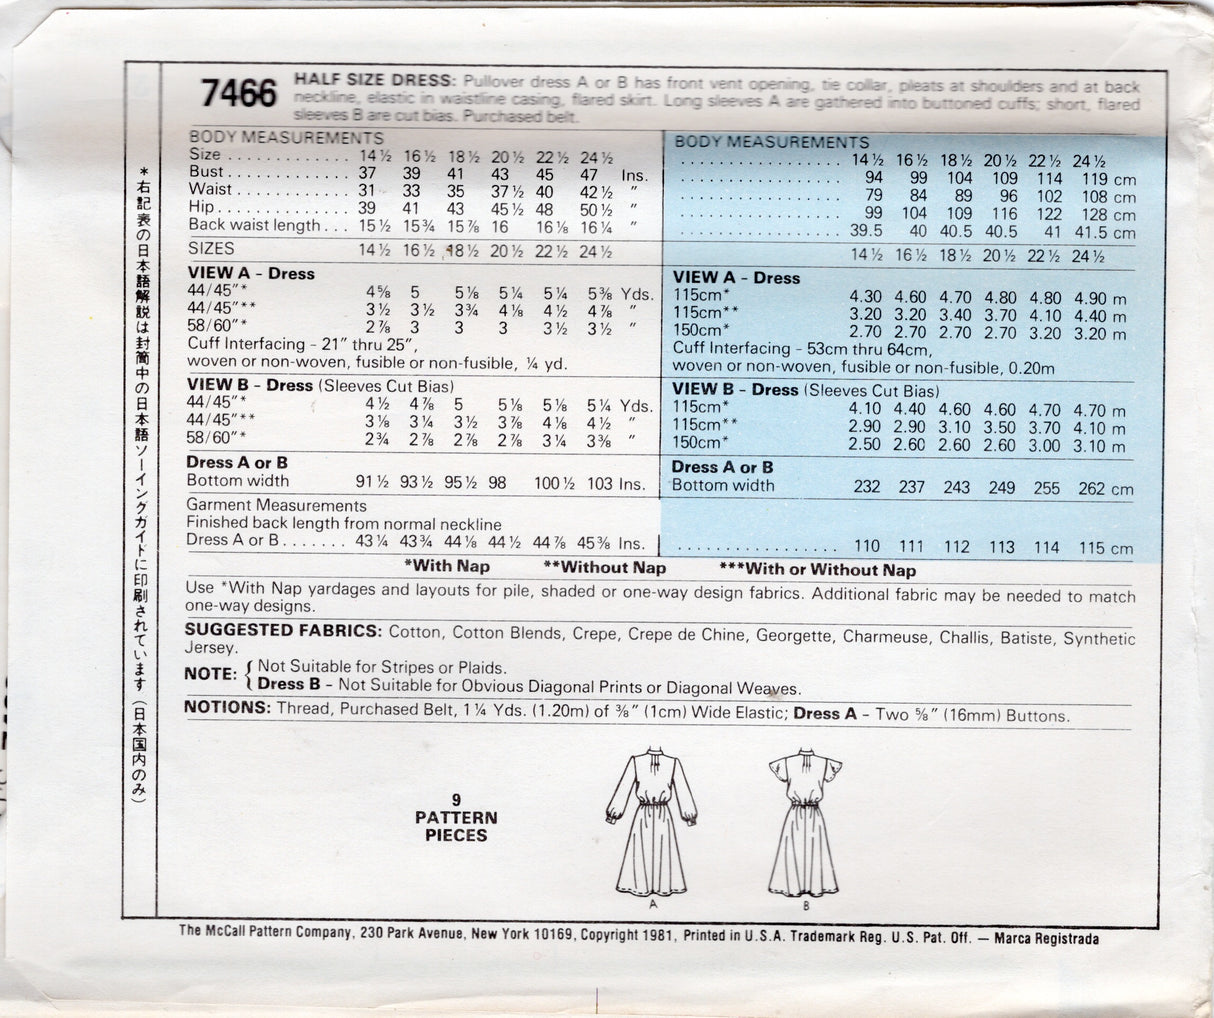 7466 HALF SIZE DRESS: Pullover dress A or B has front vent opening, tie collar, pleats at shoulders and at back
neckline, elastic in waistline casing, flared skirt. Long sleeves A are gathered into buttoned cuffs; short, flared
sleeves B are cut bias. Purchased belt.
BODY MEASUREMENTS
Size . . . . . . . . . . . . . 14½ 16½ 18½ 20½ 22½ 24½
Bust . . . . . . . . . . . . . 37 39 41 43 45 47 Ins.
Waist . . . . . . . . . . . . 31 33 35 37½ 40 42½ "
Hip . . . . . . . . . . . . . . 39 41 43 45½ 48 50½ "
Back waist length . . . 15½ 15¾ 15⅞ 16 16⅛ 16¼ "
SIZES 14½ 16½ 18½ 20½ 22½ 24½
VIEW A - Dress
44/45"* 4⅝ 5 5⅛ 5¼ 5¼ 5⅜ Yds.
44/45"** 3½ 3½ 3¾ 4⅛ 4½ 4⅞ "
58/60"* 2⅞ 3 3 3 3½ 3½ "
Cuff Interfacing - 21" thru 25",
woven or non-woven, fusible or non-fusible, ¼ yd.
VIEW B - Dress (Sleeves Cut Bias)
44/45"* 4½ 4⅞ 5 5⅛ 5⅛ 5¼ Yds.
44/45"** 3⅛ 3¼ 3½ 3⅞ 4⅛ 4½ "
58/60"* 2¾ 2⅞ 2⅞ 2⅞ 3¼ 3⅜ "
Dress A or B
Bottom width 91½ 93½ 95½ 98 100½ 103 Ins.
Garment Measurements
Finished back length from normal neckline
Dress A or B . . . . . . . 43¼ 43¾ 44⅛ 44½ 44⅞ 45⅜ Ins.
BODY MEASUREMENTS
. . . . . . . . . . . . . . . . . 14½ 16½ 18½ 20½ 22½ 24½
. . . . . . . . . . . . . . . . . 94 99 104 109 114 119 cm
. . . . . . . . . . . . . . . . . 79 84 89 96 102 108 cm
. . . . . . . . . . . . . . . . . 99 104 109 116 122 128 cm
. . . . . . . . . . . . . . . . . 39.5 40 40.5 40.5 41 41.5 cm
14½ 16½ 18½ 20½ 22½ 24½
VIEW A - Dress
115cm* 4.30 4.60 4.70 4.80 4.80 4.90 m
115cm** 3.20 3.20 3.40 3.70 4.10 4.40 m
150cm* 2.70 2.70 2.70 2.70 3.20 3.20 m
Cuff Interfacing - 53cm thru 64cm,
woven or non-woven, fusible or non-fusible, 0.20m
VIEW B - Dress (Sleeves Cut Bias)
115cm* 4.10 4.40 4.60 4.60 4.70 4.70 m
115cm** 2.90 2.90 3.10 3.50 3.70 4.10 m
150cm* 2.50 2.60 2.60 2.60 3.00 3.10 m
Dress A or B
Bottom width 232 237 243 249 255 262 cm
. . . . . . . . . . . . . . . . . 110 111 112 113 114 115 cm
*With Nap **Without Nap ***With or Without Nap
Use *With Nap yardages and layouts for pile, shaded or one-way design fabrics. Additional fabric may be needed to match
one-way designs.
SUGGESTED FABRICS: Cotton, Cotton Blends, Crepe, Crepe de Chine, Georgette, Charmeuse, Challis, Batiste, Synthetic
Jersey.
NOTE: { Not Suitable for Stripes or Plaids.
Dress B - Not Suitable for Obvious Diagonal Prints or Diagonal Weaves.
NOTIONS: Thread, Purchased Belt, 1¼ Yds. (1.20m) of ⅜" (1cm) Wide Elastic; Dress A - Two ⅝" (16mm) Buttons.
9
PATTERN
PIECES
A
B
The McCall Pattern Company, 230 Park Avenue, New York 10169, Copyright 1981, Printed in U.S.A. Trademark Reg. U.S. Pat. Off. — Marca Registrada
*右記表の日本語解説は封筒中の日本語ソーイングガイドに印刷されています(日本国内のみ)